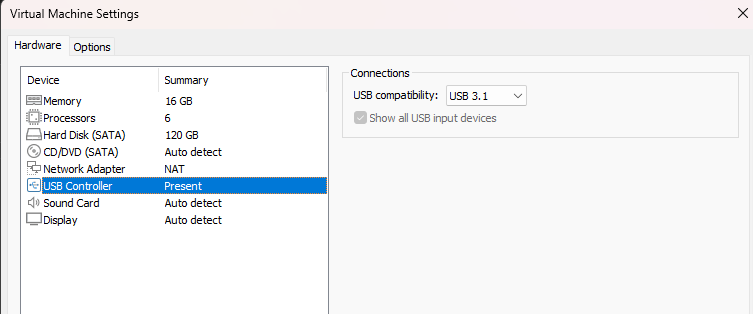 Virtual Machine Settings
Hardware Options
Device Summary
Memory 16 GB
Processors 6
Hard Disk (SATA) 120 GB
CD/DVD (SATA) Auto detect
Network Adapter NAT
USB Controller Present
Sound Card Auto detect
Display Auto detect
Connections
USB compatibility: USB 3.1
Show all USB input devices